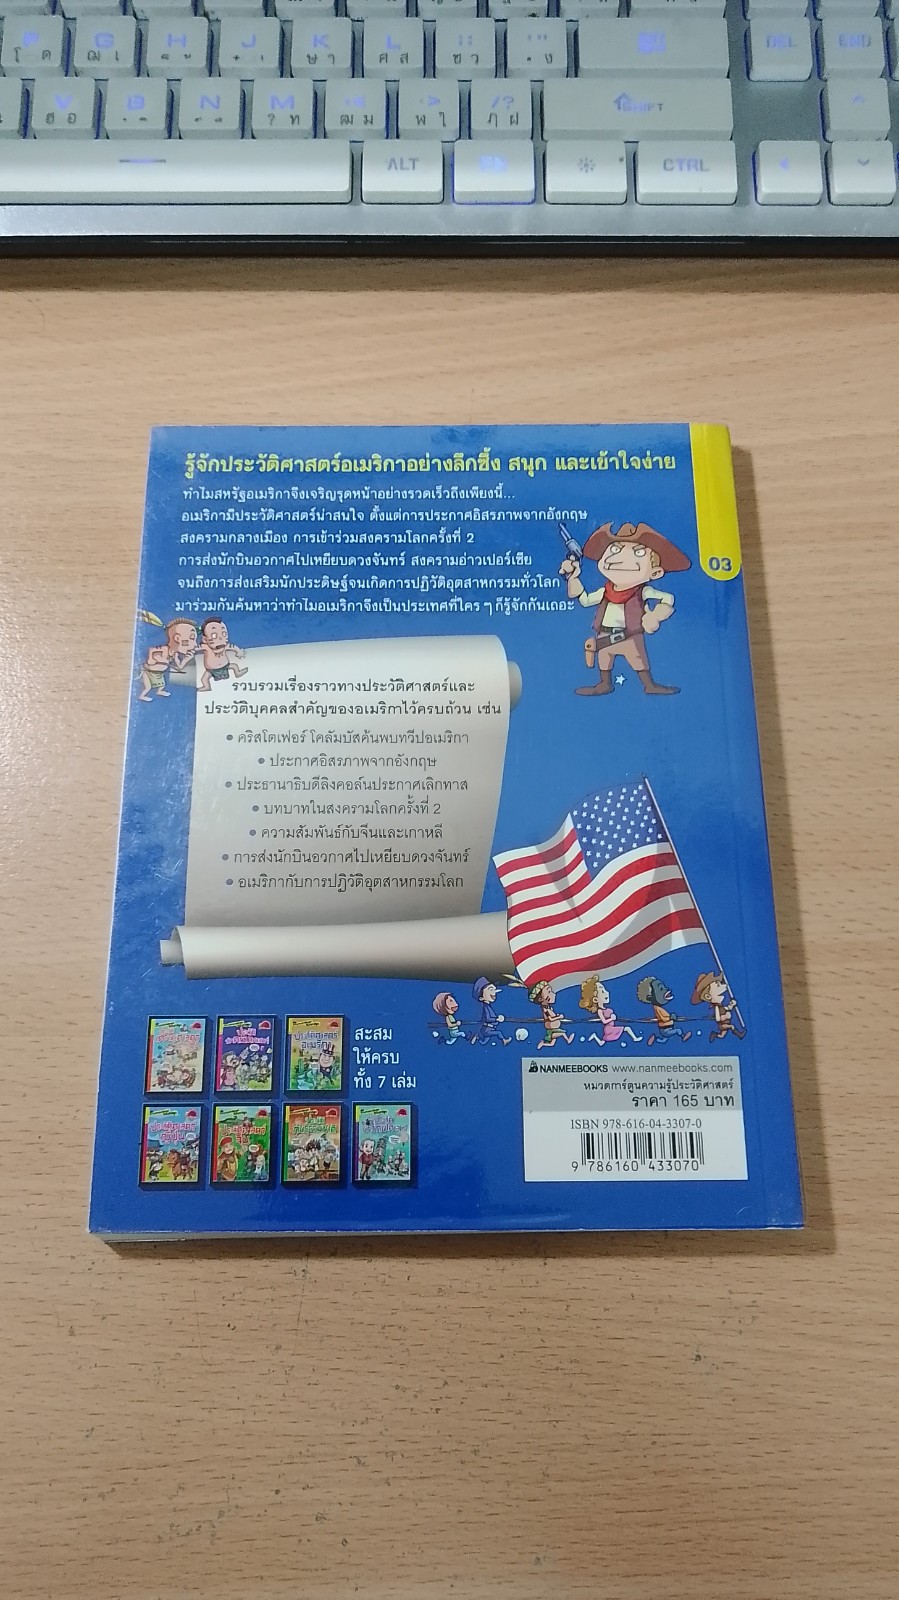 F
G
H
J
K
L
DEL
END
V
B
N
M
/?
SHIFT
ALT
CTRL
รู้จักประวัติศาสตร์อเมริกาอย่างลึกซึ้ง สนุก และเข้าใจง่าย
ทำไมสหรัฐอเมริกาจึงเจริญรุดหน้าอย่างรวดเร็วถึงเพียงนี้...
อเมริกามีประวัติศาสตร์น่าสนใจ ตั้งแต่การประกาศอิสรภาพจากอังกฤษ
สงครามกลางเมือง การเข้าร่วมสงครามโลกครั้งที่ 2
การส่งนักบินอวกาศไปเหยียบดวงจันทร์ สงครามอ่าวเปอร์เซีย
จนถึงการส่งเสริมนักประดิษฐ์จนเกิดการปฏิวัติอุตสาหกรรมทั่วโลก
มาร่วมกันค้นหาว่าทำไมอเมริกาจึงเป็นประเทศที่ใคร ๆ ก็รู้จักกันเถอะ
03
รวบรวมเรื่องราวทางประวัติศาสตร์และ
ประวัติบุคคลสำคัญของอเมริกาไว้ครบถ้วน เช่น
• คริสโตเฟอร์ โคลัมบัสค้นพบทวีปอเมริกา
• ประกาศอิสรภาพจากอังกฤษ
• ประธานาธิบดีลิงคอล์นประกาศเลิกทาส
• บทบาทในสงครามโลกครั้งที่ 2
• ความสัมพันธ์กับจีนและเกาหลี
• การส่งนักบินอวกาศไปเหยียบดวงจันทร์
• อเมริกากับการปฏิวัติอุตสาหกรรมโลก
สะสม
ให้ครบ
ทั้ง 7 เล่ม
NANMEEBOOKS www.nanmeebooks.com
หมวดการ์ตูนความรู้ประวัติศาสตร์
ราคา 165 บาท
ISBN 978-616-04-3307-0
9 786160 433070